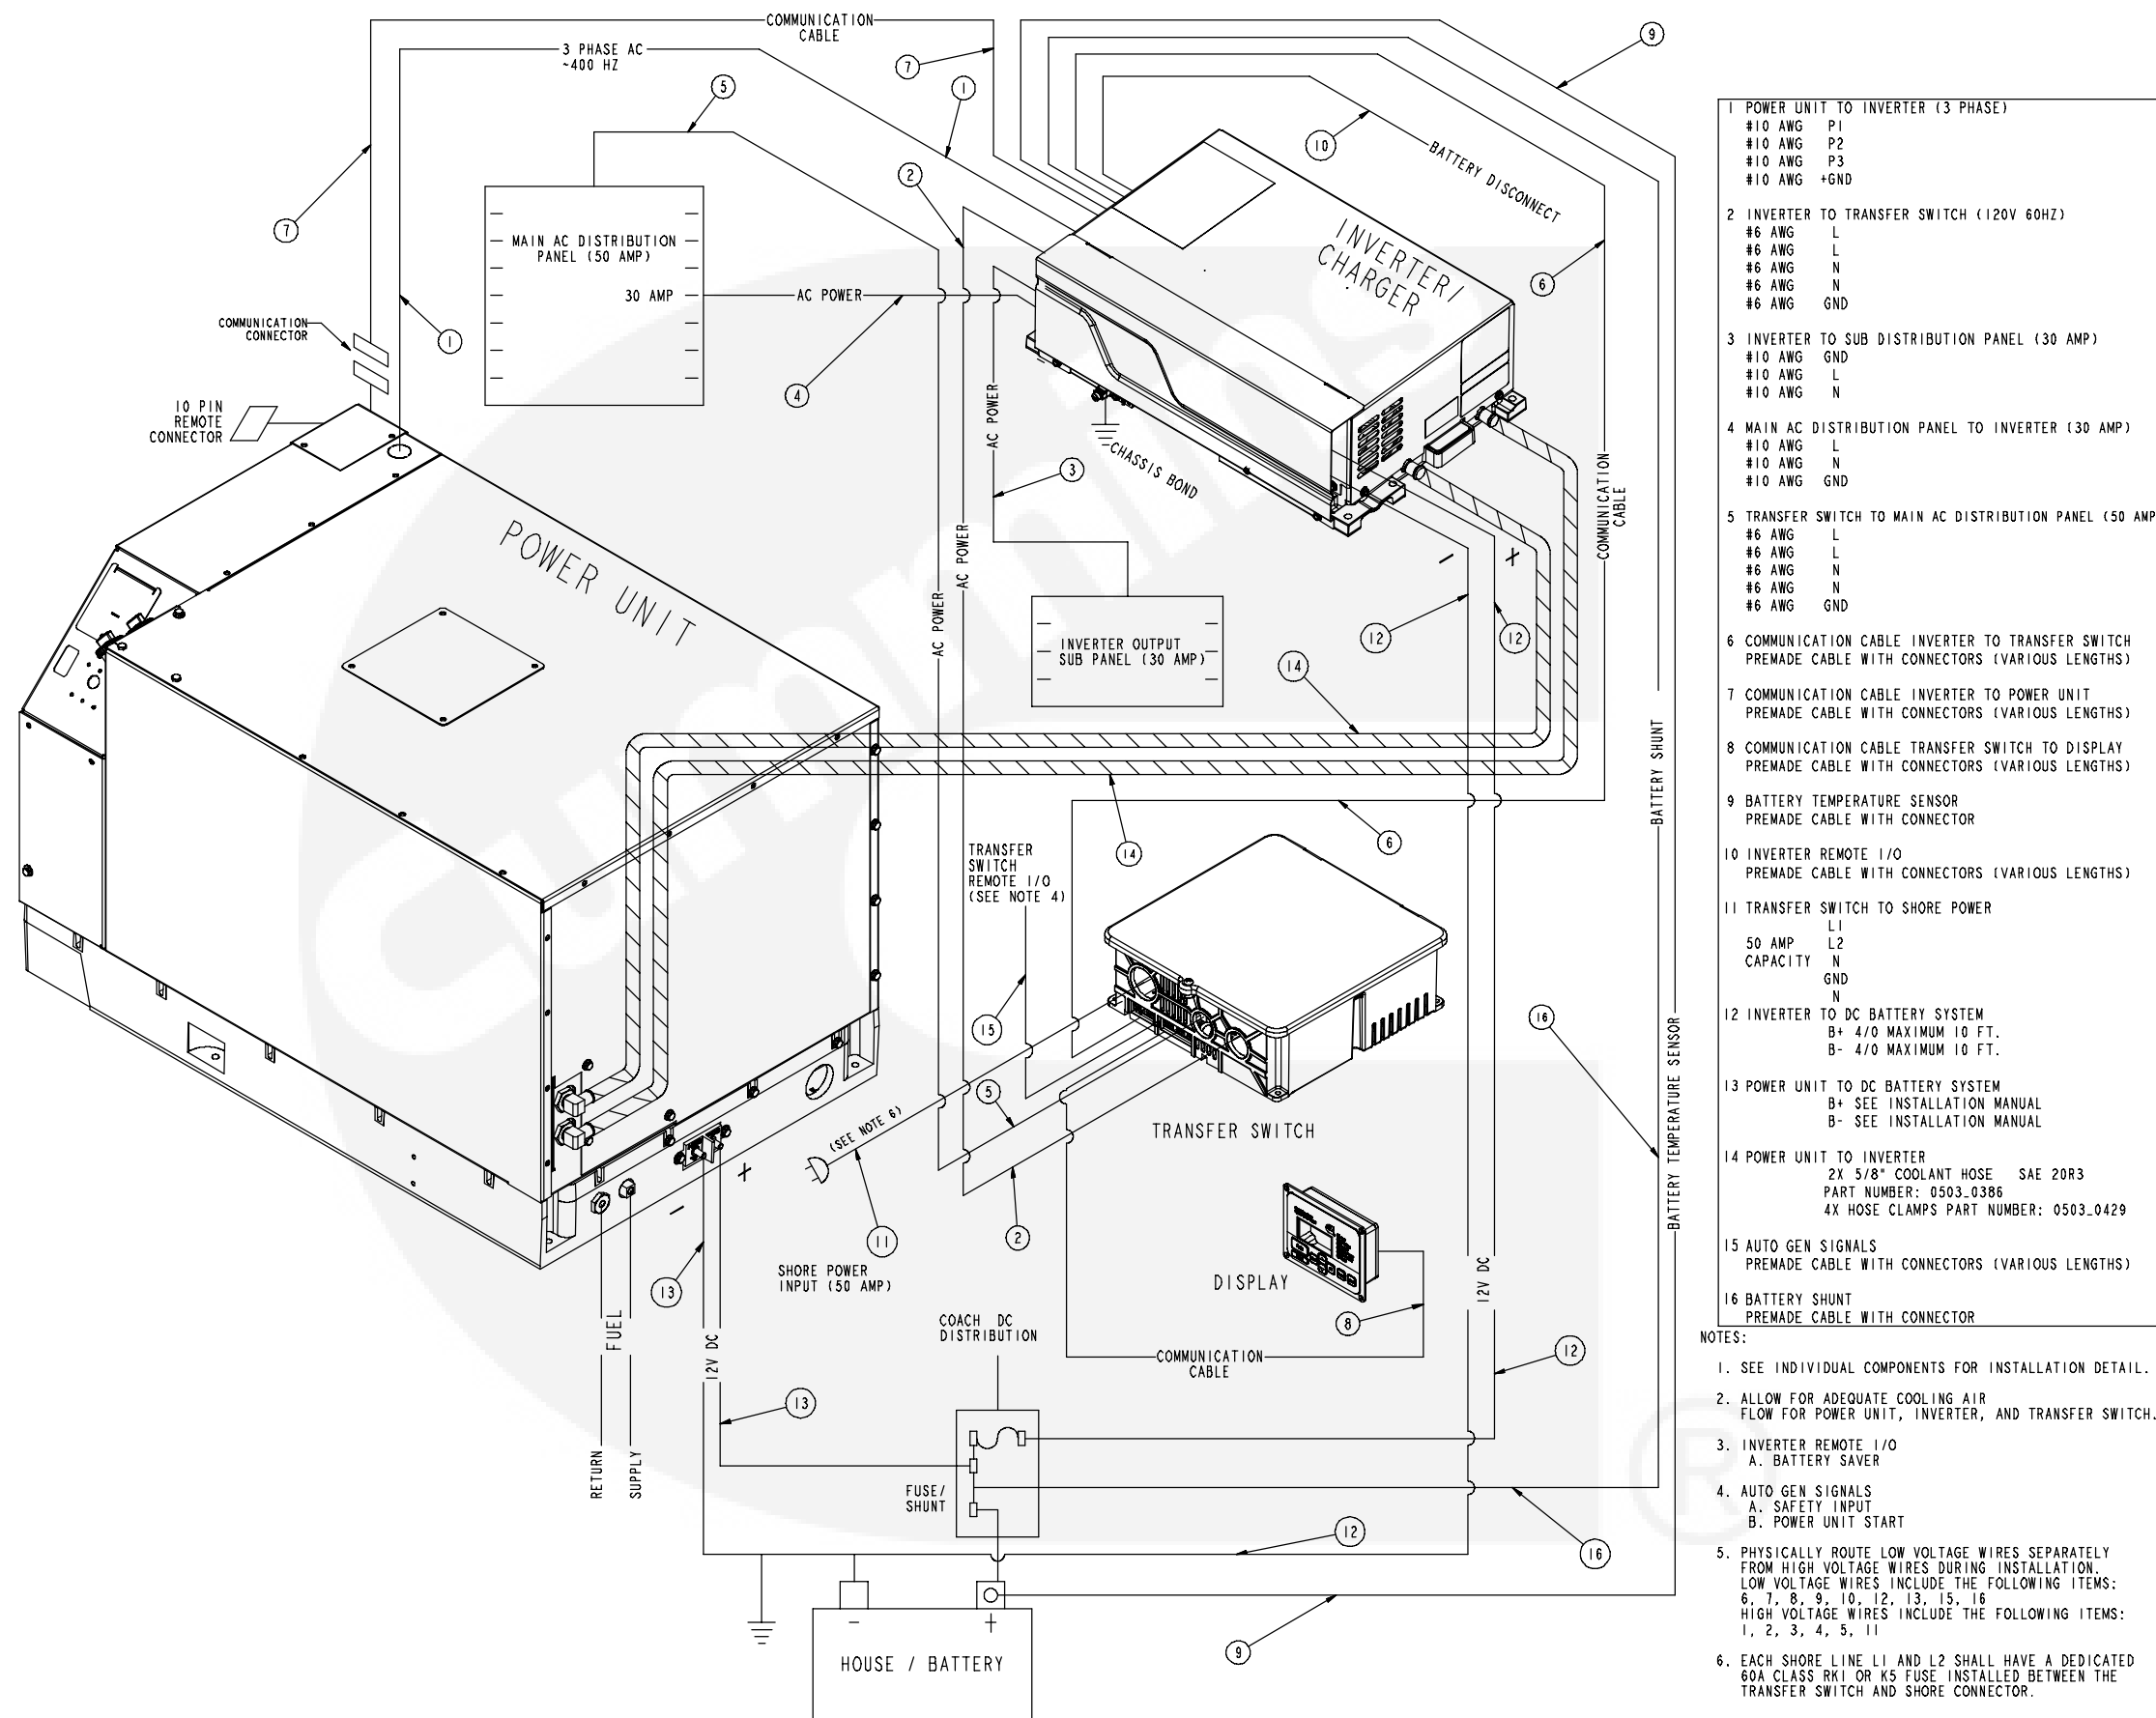 COMMUNICATION
CABLE
3 PHASE AC
~400 HZ
9
7
5
1
10
BATTERY DISCONNECT
2
7
MAIN AC DISTRIBUTION
PANEL (50 AMP)
30 AMP
AC POWER
INVERTER/
CHARGER
6
COMMUNICATION
CONNECTOR
1
4
10 PIN
REMOTE
CONNECTOR
AC POWER
CHASSIS BOND
3
COMMUNICATION
CABLE
POWER UNIT
AC POWER
AC POWER
-
+
12
12
INVERTER OUTPUT
SUB PANEL (30 AMP)
14
BATTERY SHUNT
6
14
TRANSFER
SWITCH
REMOTE I/O
(SEE NOTE 4)
15
16
BATTERY TEMPERATURE SENSOR
5
TRANSFER SWITCH
(SEE NOTE 6)
+
-
11
2
SHORE POWER
INPUT (50 AMP)
13
DISPLAY
8
12V DC
FUEL
12V DC
COACH DC
DISTRIBUTION
COMMUNICATION
CABLE
12
13
RETURN
SUPPLY
FUSE/
SHUNT
12
16
-
+
9
HOUSE / BATTERY
Cummins
®
1 POWER UNIT TO INVERTER (3 PHASE)
#10 AWG P1
#10 AWG P2
#10 AWG P3
#10 AWG +GND
2 INVERTER TO TRANSFER SWITCH (120V 60HZ)
#6 AWG L
#6 AWG L
#6 AWG N
#6 AWG N
#6 AWG GND
3 INVERTER TO SUB DISTRIBUTION PANEL (30 AMP)
#10 AWG GND
#10 AWG L
#10 AWG N
4 MAIN AC DISTRIBUTION PANEL TO INVERTER (30 AMP)
#10 AWG L
#10 AWG N
#10 AWG GND
5 TRANSFER SWITCH TO MAIN AC DISTRIBUTION PANEL (50 AMP
#6 AWG L
#6 AWG L
#6 AWG N
#6 AWG N
#6 AWG GND
6 COMMUNICATION CABLE INVERTER TO TRANSFER SWITCH
PREMADE CABLE WITH CONNECTORS (VARIOUS LENGTHS)
7 COMMUNICATION CABLE INVERTER TO POWER UNIT
PREMADE CABLE WITH CONNECTORS (VARIOUS LENGTHS)
8 COMMUNICATION CABLE TRANSFER SWITCH TO DISPLAY
PREMADE CABLE WITH CONNECTORS (VARIOUS LENGTHS)
9 BATTERY TEMPERATURE SENSOR
PREMADE CABLE WITH CONNECTOR
10 INVERTER REMOTE I/O
PREMADE CABLE WITH CONNECTORS (VARIOUS LENGTHS)
11 TRANSFER SWITCH TO SHORE POWER
L1
50 AMP L2
CAPACITY N
GND
N
12 INVERTER TO DC BATTERY SYSTEM
B+ 4/0 MAXIMUM 10 FT.
B- 4/0 MAXIMUM 10 FT.
13 POWER UNIT TO DC BATTERY SYSTEM
B+ SEE INSTALLATION MANUAL
B- SEE INSTALLATION MANUAL
14 POWER UNIT TO INVERTER
2X 5/8" COOLANT HOSE SAE 20R3
PART NUMBER: 0503_0386
4X HOSE CLAMPS PART NUMBER: 0503_0429
15 AUTO GEN SIGNALS
PREMADE CABLE WITH CONNECTORS (VARIOUS LENGTHS)
16 BATTERY SHUNT
PREMADE CABLE WITH CONNECTOR
NOTES:
1. SEE INDIVIDUAL COMPONENTS FOR INSTALLATION DETAIL.
2. ALLOW FOR ADEQUATE COOLING AIR
FLOW FOR POWER UNIT, INVERTER, AND TRANSFER SWITCH.
3. INVERTER REMOTE I/O
A. BATTERY SAVER
4. AUTO GEN SIGNALS
A. SAFETY INPUT
B. POWER UNIT START
5. PHYSICALLY ROUTE LOW VOLTAGE WIRES SEPARATELY
FROM HIGH VOLTAGE WIRES DURING INSTALLATION.
LOW VOLTAGE WIRES INCLUDE THE FOLLOWING ITEMS:
6, 7, 8, 9, 10, 12, 13, 15, 16
HIGH VOLTAGE WIRES INCLUDE THE FOLLOWING ITEMS:
1, 2, 3, 4, 5, 11
6. EACH SHORE LINE L1 AND L2 SHALL HAVE A DEDICATED
60A CLASS RK1 OR K5 FUSE INSTALLED BETWEEN THE
TRANSFER SWITCH AND SHORE CONNECTOR.